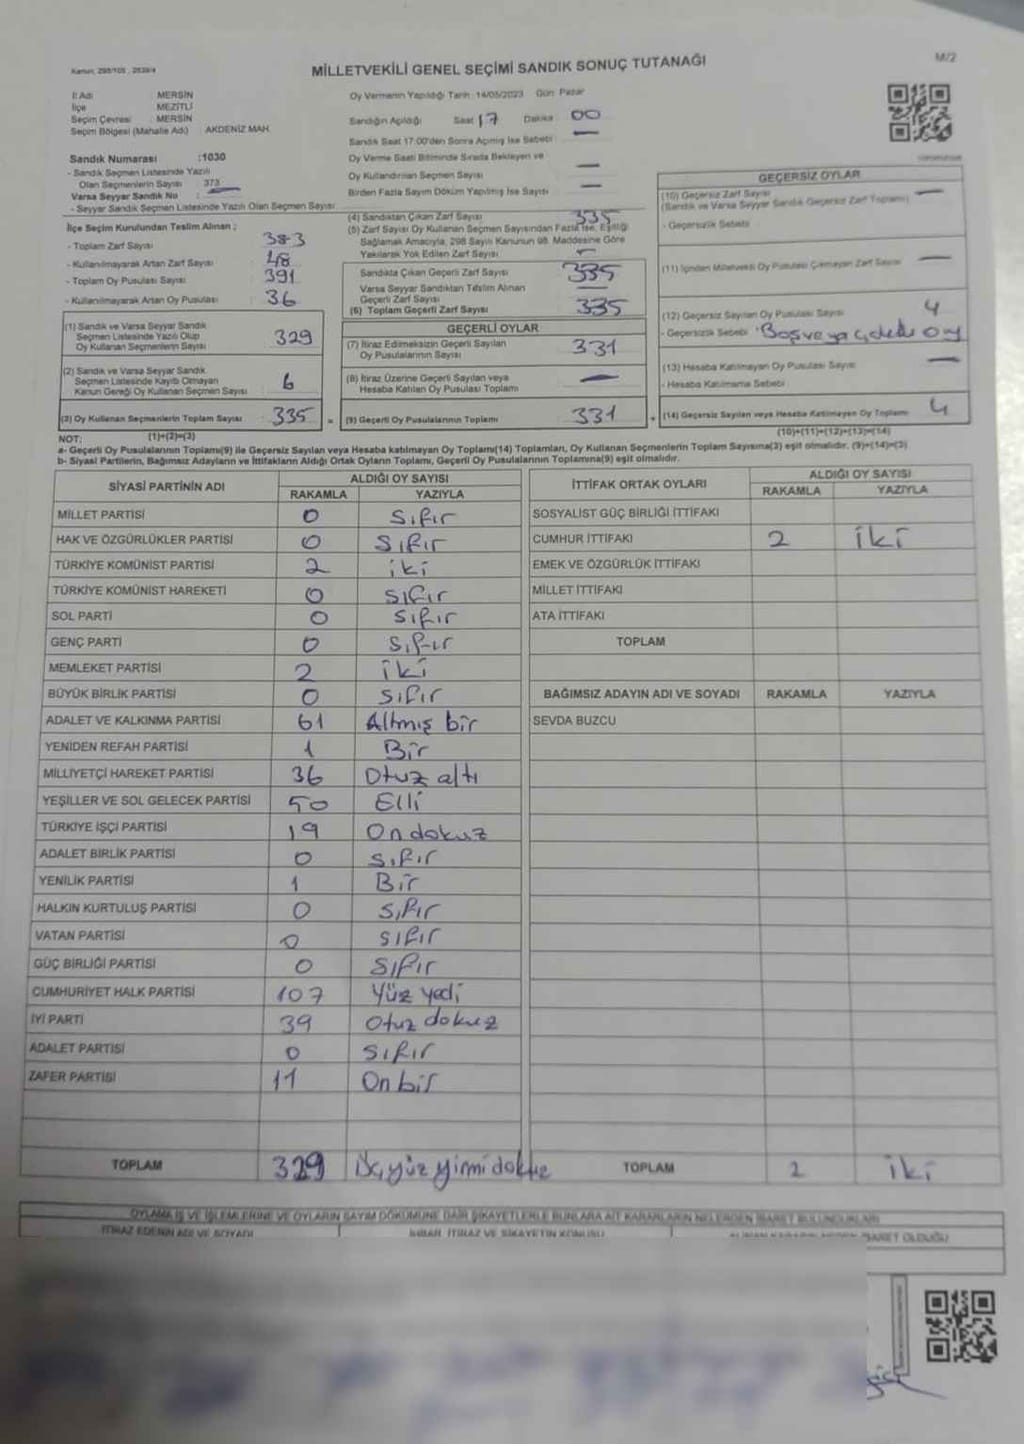 Kanun; 298/105 , 2839/4
MİLLETVEKİLİ GENEL SEÇİMİ SANDIK SONUÇ TUTANAĞI
M/2
İl Adı : MERSİN
İlçe MEZİTLİ
Seçim Çevresi : MERSİN
Seçim Bölgesi (Mahalle Adı) AKDENİZ MAH.
Sandık Numarası :1030
- Sandık Seçmen Listesinde Yazılı
Olan Seçmenlerin Sayısı 373
Varsa Seyyar Sandık No :
- Seyyar Sandık Seçmen Listesinde Yazılı Olan Seçmen Sayısı
İlçe Seçim Kurulundan Teslim Alınan ;
- Toplam Zarf Sayısı 383
- Kullanılmayarak Artan Zarf Sayısı 48
- Toplam Oy Pusulası Sayısı 391
- Kullanılmayarak Artan Oy Pusulası 36
(1) Sandık ve Varsa Seyyar Sandık
Seçmen Listesinde Yazılı Olup
Oy Kullanan Seçmenlerin Sayısı 329
(2) Sandık ve Varsa Seyyar Sandık
Seçmen Listesinde Kayıtlı Olmayan
Kanun Gereği Oy Kullanan Seçmen Sayısı 6
(3) Oy Kullanan Seçmenlerin Toplam Sayısı 335 =
(1)+(2)=(3)
Oy Vermenin Yapıldığı Tarih :14/05/2023 Gün: Pazar
Sandığın Açıldığı Saat 17 Dakika 00
Sandık Saat 17:00'den Sonra Açılmış İse Sebebi —
Oy Verme Saati Bitiminde Sırada Bekleyen ve
Oy Kullandırılan Seçmen Sayısı —
Birden Fazla Sayım Döküm Yapılmış İse Sayısı —
(4) Sandıktan Çıkan Zarf Sayısı 335
(5) Zarf Sayısı Oy Kullanan Seçmen Sayısından Fazla İse, Eşitliği
Sağlamak Amacıyla, 298 Sayılı Kanunun 98. Maddesine Göre
Yakılarak Yok Edilen Zarf Sayısı —
Sandıkta Çıkan Geçerli Zarf Sayısı 335
Varsa Seyyar Sandıktan Teslim Alınan
Geçerli Zarf Sayısı —
(6) Toplam Geçerli Zarf Sayısı 335
GEÇERLİ OYLAR
(7) İtiraz Edilmeksizin Geçerli Sayılan
Oy Pusulalarının Sayısı 331
(8) İtiraz Üzerine Geçerli Sayılan veya
Hesaba Katılan Oy Pusulası Toplamı —
(9) Geçerli Oy Pusulalarının Toplamı 331 +
GEÇERSİZ OYLAR
(10) Geçersiz Zarf Sayısı —
(Sandık ve Varsa Seyyar Sandık Geçersiz Zarf Toplamı)
- Geçersizlik Sebebi
(11) İçinden Milletvekili Oy Pusulası Çıkmayan Zarf Sayısı —
(12) Geçersiz Sayılan Oy Pusulası Sayısı 4
- Geçersizlik Sebebi Boş veya çidelle oy
(13) Hesaba Katılmayan Oy Pusulası Sayısı —
- Hesaba Katılmama Sebebi
(14) Geçersiz Sayılan veya Hesaba Katılmayan Oy Toplamı 4
(10)+(11)+(12)+(13)=(14)
NOT:
a- Geçerli Oy Pusulalarının Toplamı(9) ile Geçersiz Sayılan veya Hesaba katılmayan Oy Toplamı(14) Toplamları, Oy Kullanan Seçmenlerin Toplam Sayısına(3) eşit olmalıdır. (9)+(14)=(3)
b- Siyasi Partilerin, Bağımsız Adayların ve İttifakların Aldığı Ortak Oyların Toplamı, Geçerli Oy Pusulalarının Toplamına(9) eşit olmalıdır.
SİYASİ PARTİNİN ADI ALDIĞI OY SAYISI
RAKAMLA YAZIYLA
MİLLET PARTİSİ 0 Sıfır
HAK VE ÖZGÜRLÜKLER PARTİSİ 0 Sıfır
TÜRKİYE KOMÜNİST PARTİSİ 2 iki
TÜRKİYE KOMÜNİST HAREKETİ 0 sıfır
SOL PARTİ 0 sıfır
GENÇ PARTİ 0 Sıfır
MEMLEKET PARTİSİ 2 iki
BÜYÜK BİRLİK PARTİSİ 0 sıfır
ADALET VE KALKINMA PARTİSİ 61 Altmış bir
YENİDEN REFAH PARTİSİ 1 Bir
MİLLİYETÇİ HAREKET PARTİSİ 36 Otuz altı
YEŞİLLER VE SOL GELECEK PARTİSİ 50 Elli
TÜRKİYE İŞÇİ PARTİSİ 19 On dokuz
ADALET BİRLİK PARTİSİ 0 sıfır
YENİLİK PARTİSİ 1 Bir
HALKIN KURTULUŞ PARTİSİ 0 sıfır
VATAN PARTİSİ 0 sıfır
GÜÇ BİRLİĞİ PARTİSİ 0 sıfır
CUMHURİYET HALK PARTİSİ 107 Yüz yedi
İYİ PARTİ 39 Otuz dokuz
ADALET PARTİSİ 0 sıfır
ZAFER PARTİSİ 11 On bir
TOPLAM 329 Üç yüz yirmi dokuz
İTTİFAK ORTAK OYLARI ALDIĞI OY SAYISI
RAKAMLA YAZIYLA
SOSYALİST GÜÇ BİRLİĞİ İTTİFAKI
CUMHUR İTTİFAKI 2 iki
EMEK VE ÖZGÜRLÜK İTTİFAKI
MİLLET İTTİFAKI
ATA İTTİFAKI
TOPLAM
BAĞIMSIZ ADAYIN ADI VE SOYADI RAKAMLA YAZIYLA
SEVDA BUZCU
TOPLAM 2 iki
OYLAMA İŞ VE İŞLEMLERİNE VE OYLARIN SAYIM DÖKÜMÜNE DAİR ŞİKAYETLERLE BUNLARA AİT KARARLARIN NELERDEN İBARET BULUNDUKLARI
İTİRAZ EDENİN ADI VE SOYADI İHBAR, İTİRAZ VE ŞİKAYETİN KONUSU ALINAN KARARIN NEDEN İBARET OLDUĞU